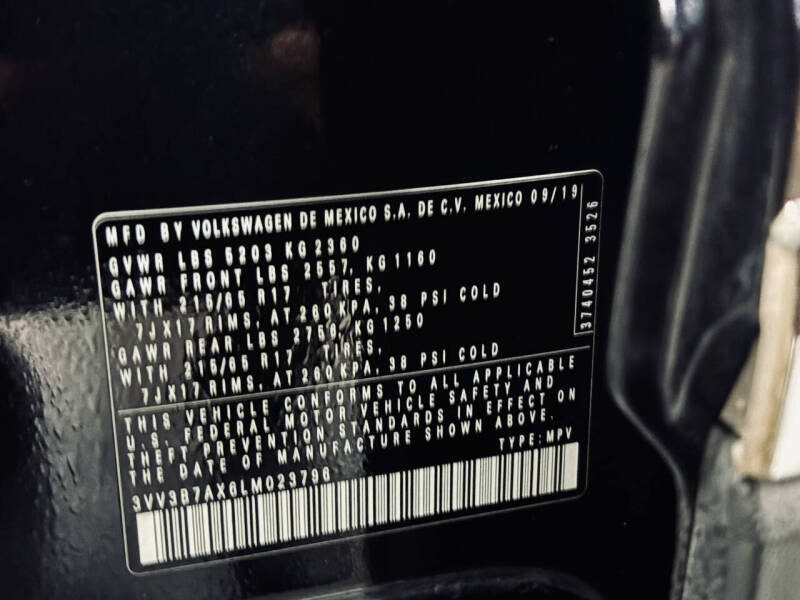 MFD BY VOLKSWAGEN DE MEXICO S.A. DE C.V. MEXICO 09/19
GVWR LBS 5203 KG 2360
GAWR FRONT LBS 2557, KG 1160
WITH 215/65 R17 TIRES,
7JX17 RIMS, AT 260 KPA, 38 PSI COLD
GAWR REAR LBS 2756, KG 1250
WITH 215/65 R17 TIRES,
7JX17 RIMS, AT 260 KPA, 38 PSI COLD
THIS VEHICLE CONFORMS TO ALL APPLICABLE
U.S. FEDERAL MOTOR VEHICLE SAFETY AND
THEFT PREVENTION STANDARDS IN EFFECT ON
THE DATE OF MANUFACTURE SHOWN ABOVE.
TYPE: MPV
3VV3B7AX6LM023796
3740452 3526